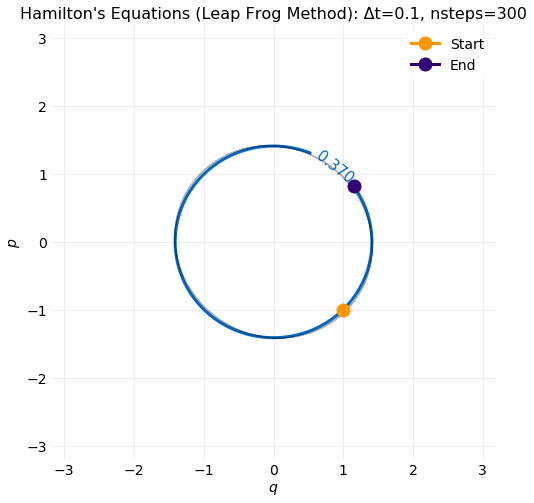 Hamilton's Equations (Leap Frog Method): Δt=0.1, nsteps=300
Start
End
0.370
3
2
1
0
−1
−2
−3
p
−3 −2 −1 0 1 2 3
q